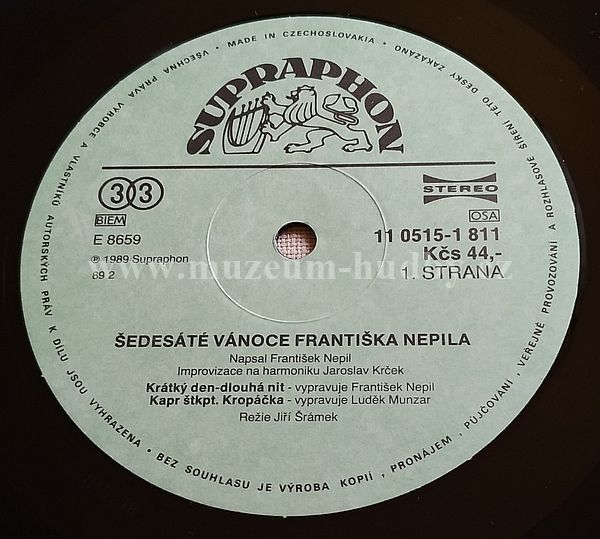 VŠECHNA PRÁVA VÝROBCE A VLASTNÍKŮ AUTORSKÝCH PRÁV K DÍLU JSOU VYHRAZENA • BEZ SOUHLASU JE VÝROBA KOPIÍ, PRONÁJEM, PŮJČOVÁNÍ, VEŘEJNÉ PROVOZOVÁNÍ A ROZHLASOVÉ ŠÍŘENÍ TÉTO DESKY ZAKÁZÁNO • MADE IN CZECHOSLOVAKIA •
SUPRAPHON
33
STEREO
BIEM
OSA
E 8659
11 0515-1 811
Kčs 44,-
℗ 1989 Supraphon
1. STRANA
89 2
www.muzeum-hudby.cz
ŠEDESÁTÉ VÁNOCE FRANTIŠKA NEPILA
Napsal František Nepil
Improvizace na harmoniku Jaroslav Krček
Krátký den-dlouhá nit - vypravuje František Nepil
Kapr štkpt. Kropáčka - vypravuje Luděk Munzar
Režie Jiří Šrámek